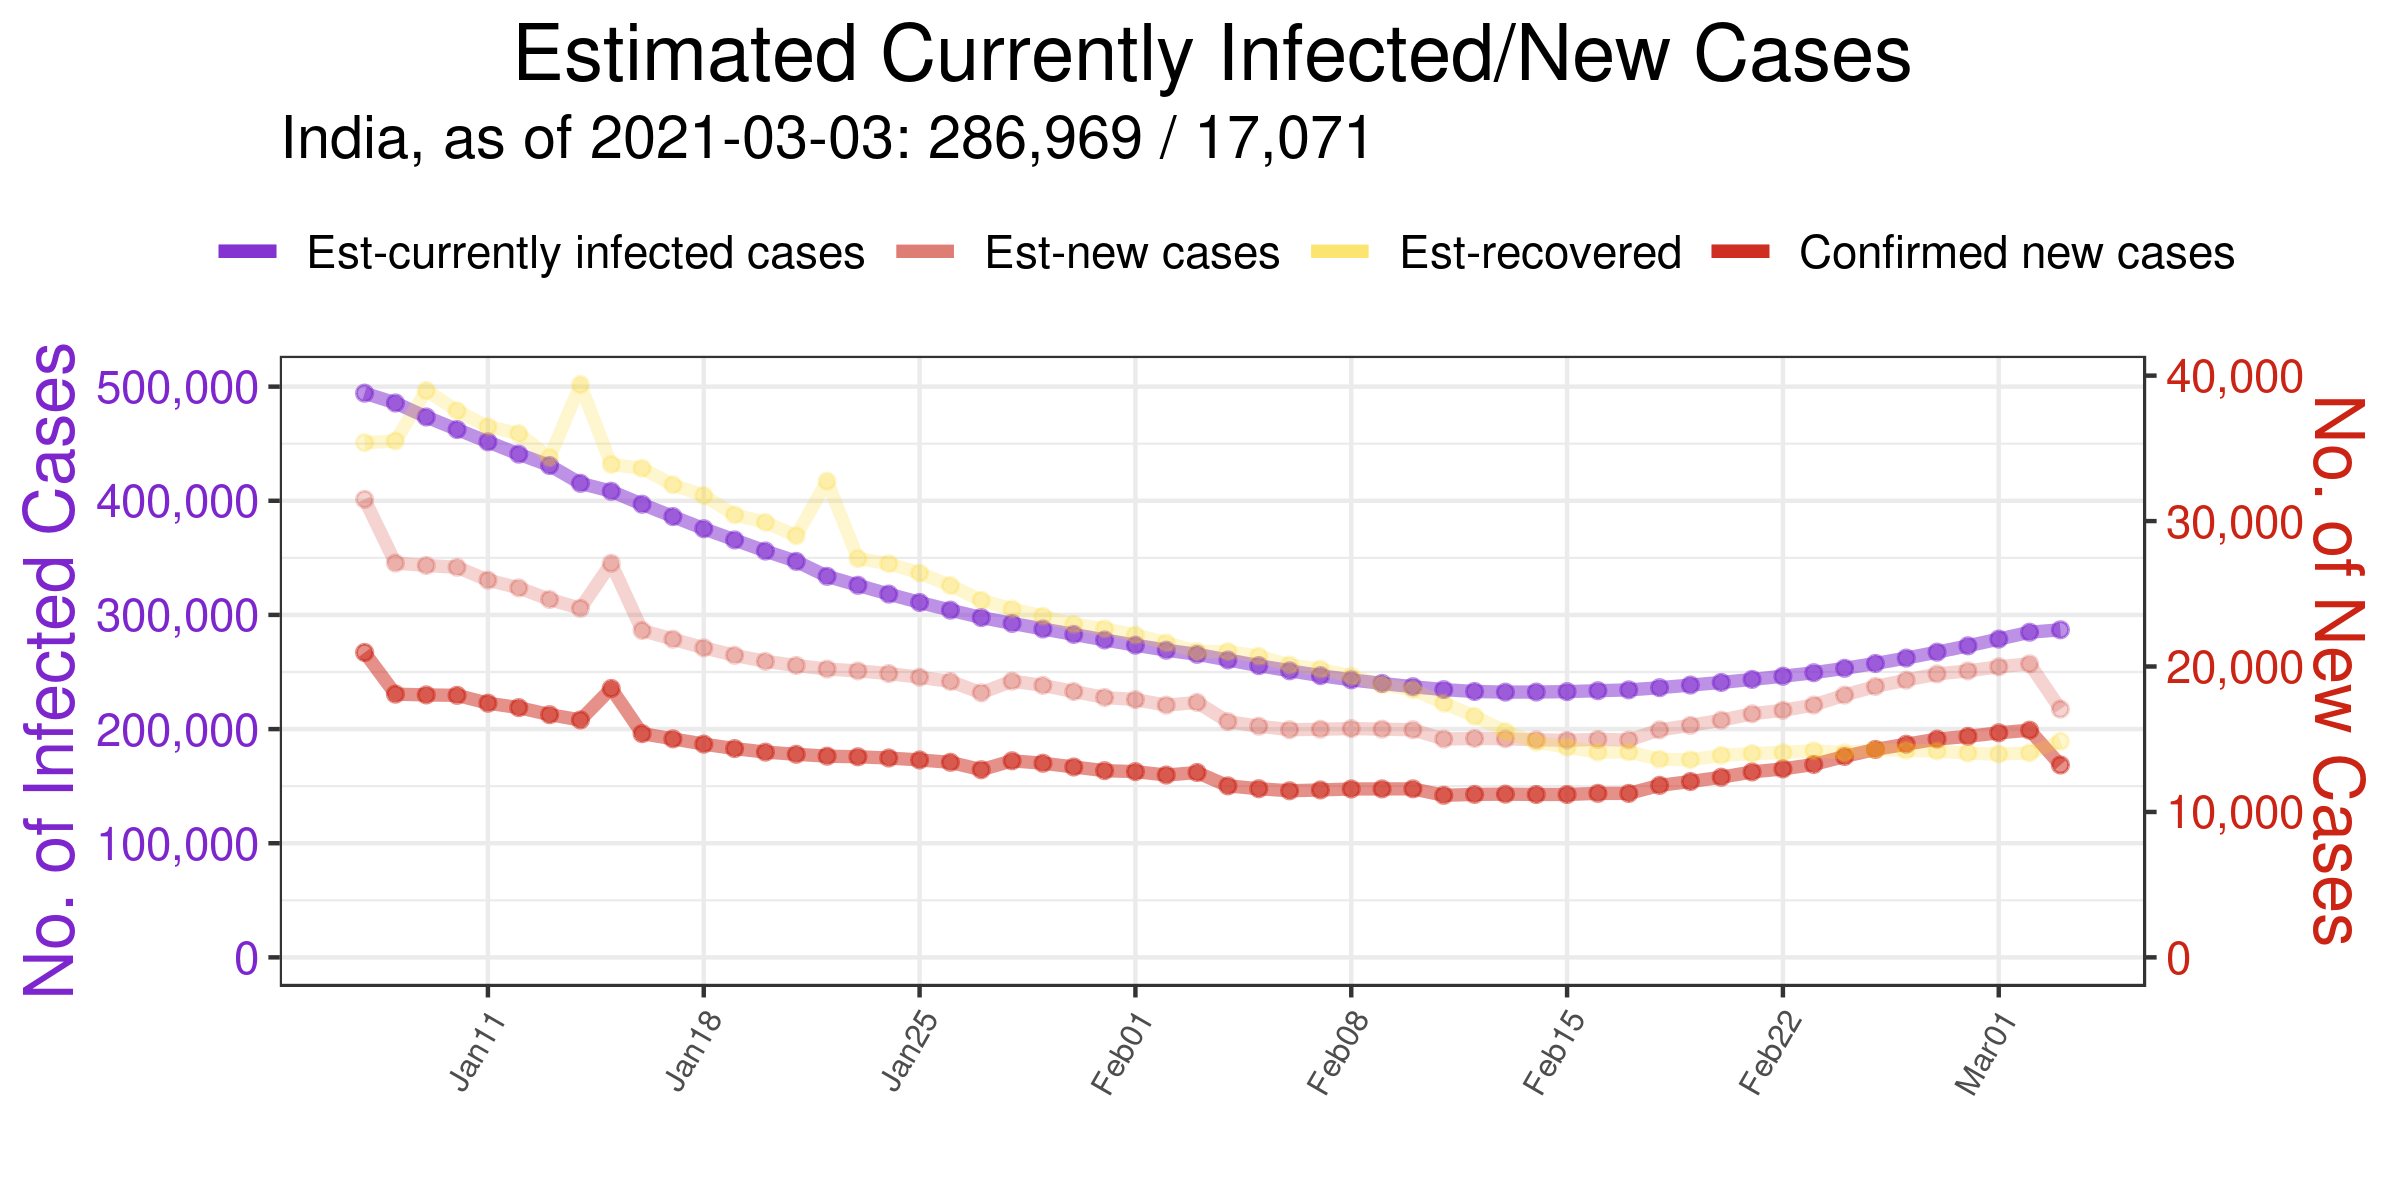 Estimated Currently Infected/New Cases
India, as of 2021-03-03: 286,969 / 17,071
Est-currently infected cases Est-new cases Est-recovered Confirmed new cases
No. of Infected Cases
500,000
400,000
300,000
200,000
100,000
0
40,000
30,000
20,000
10,000
0
No. of New Cases
Jan11 Jan18 Jan25 Feb01 Feb08 Feb15 Feb22 Mar01